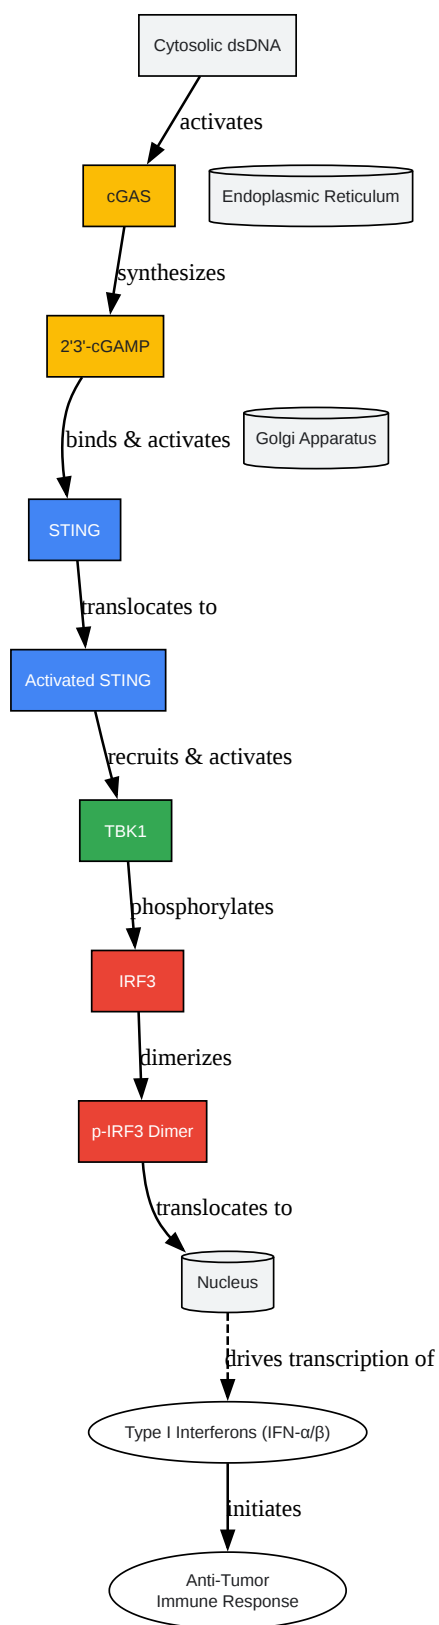 Cytosolic dsDNA
activates
cGAS
Endoplasmic Reticulum
synthesizes
2'3'-cGAMP
binds & activates
Golgi Apparatus
STING
translocates to
Activated STING
recruits & activates
TBK1
phosphorylates
IRF3
dimerizes
p-IRF3 Dimer
translocates to
Nucleus
drives transcription of
Type I Interferons (IFN-α/β)
initiates
Anti-Tumor
Immune Response